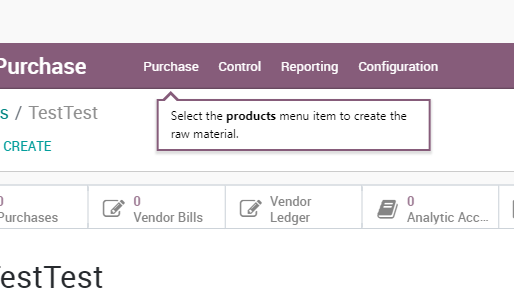 Purchase Purchase Control Reporting Configuration
s / TestTest
Select the products menu item to create the
raw material.
CREATE
0
Purchases
0
Vendor Bills
Vendor
Ledger
0
Analytic Acc...
TestTest